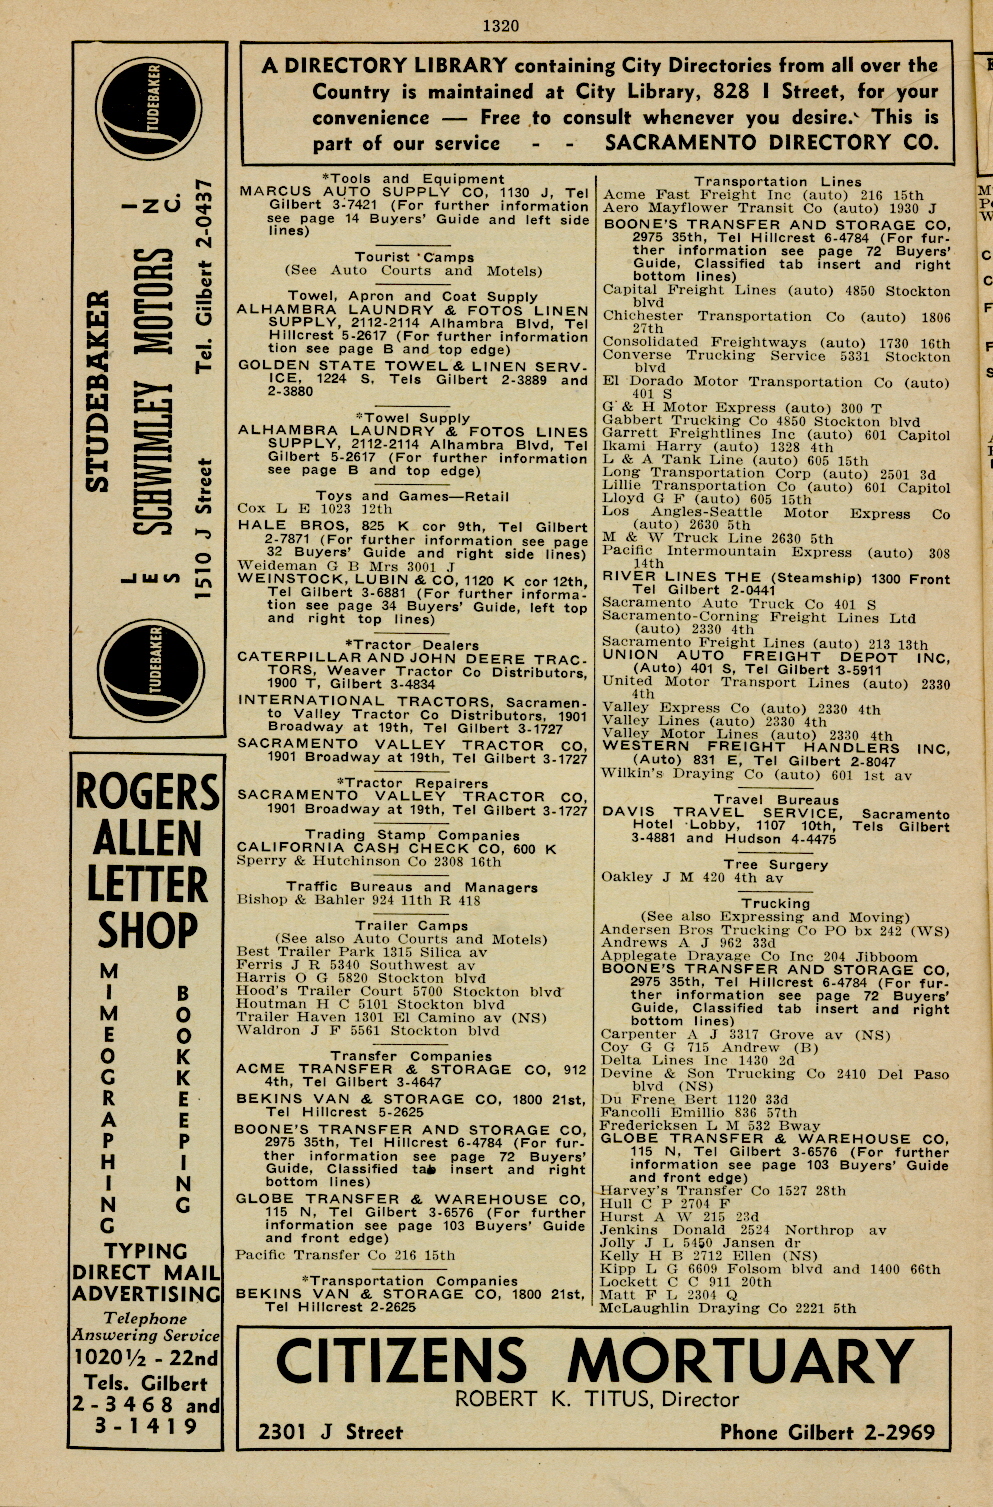 1320
STUDEBAKER
STUDEBAKER
LES SCHWIMLEY MOTORS INC.
1510 J Street Tel. Gilbert 2-0437
STUDEBAKER
STUDEBAKER
ROGERS
ALLEN
LETTER
SHOP
MIMEOGRAPHING
BOOKKEEPING
TYPING
DIRECT MAIL
ADVERTISING
Telephone
Answering Service
1020½ - 22nd
Tels. Gilbert
2-3468 and
3-1419
A DIRECTORY LIBRARY containing City Directories from all over the
Country is maintained at City Library, 828 I Street, for your
convenience — Free to consult whenever you desire. This is
part of our service - - SACRAMENTO DIRECTORY CO.
*Tools and Equipment
MARCUS AUTO SUPPLY CO, 1130 J, Tel
Gilbert 3-7421 (For further information
see page 14 Buyers' Guide and left side
lines)
Tourist Camps
(See Auto Courts and Motels)
Towel, Apron and Coat Supply
ALHAMBRA LAUNDRY & FOTOS LINEN
SUPPLY, 2112-2114 Alhambra Blvd, Tel
Hillcrest 5-2617 (For further information
tion see page B and top edge)
GOLDEN STATE TOWEL & LINEN SERV-
ICE, 1224 S, Tels Gilbert 2-3889 and
2-3880
*Towel Supply
ALHAMBRA LAUNDRY & FOTOS LINES
SUPPLY, 2112-2114 Alhambra Blvd, Tel
Gilbert 5-2617 (For further information
see page B and top edge)
Toys and Games—Retail
Cox L E 1023 12th
HALE BROS, 825 K cor 9th, Tel Gilbert
2-7871 (For further information see page
32 Buyers' Guide and right side lines)
Weideman G B Mrs 3001 J
WEINSTOCK, LUBIN & CO, 1120 K cor 12th,
Tel Gilbert 3-6881 (For further informa-
tion see page 34 Buyers' Guide, left top
and right top lines)
*Tractor Dealers
CATERPILLAR AND JOHN DEERE TRAC-
TORS, Weaver Tractor Co Distributors,
1900 T, Gilbert 3-4834
INTERNATIONAL TRACTORS, Sacramen-
to Valley Tractor Co Distributors, 1901
Broadway at 19th, Tel Gilbert 3-1727
SACRAMENTO VALLEY TRACTOR CO,
1901 Broadway at 19th, Tel Gilbert 3-1727
*Tractor Repairers
SACRAMENTO VALLEY TRACTOR CO,
1901 Broadway at 19th, Tel Gilbert 3-1727
Trading Stamp Companies
CALIFORNIA CASH CHECK CO, 600 K
Sperry & Hutchinson Co 2308 16th
Traffic Bureaus and Managers
Bishop & Bahler 924 11th R 418
Trailer Camps
(See also Auto Courts and Motels)
Best Trailer Park 1315 Silica av
Ferris J R 5340 Southwest av
Harris O G 5820 Stockton blvd
Hood's Trailer Court 5700 Stockton blvd
Houtman H C 5101 Stockton blvd
Trailer Haven 1301 El Camino av (NS)
Waldron J F 5561 Stockton blvd
Transfer Companies
ACME TRANSFER & STORAGE CO, 912
4th, Tel Gilbert 3-4647
BEKINS VAN & STORAGE CO, 1800 21st,
Tel Hillcrest 5-2625
BOONE'S TRANSFER AND STORAGE CO,
2975 35th, Tel Hillcrest 6-4784 (For fur-
ther information see page 72 Buyers'
Guide, Classified tab insert and right
bottom lines)
GLOBE TRANSFER & WAREHOUSE CO,
115 N, Tel Gilbert 3-6576 (For further
information see page 103 Buyers' Guide
and front edge)
Pacific Transfer Co 216 15th
*Transportation Companies
BEKINS VAN & STORAGE CO, 1800 21st,
Tel Hillcrest 2-2625
Transportation Lines
Acme Fast Freight Inc (auto) 216 15th
Aero Mayflower Transit Co (auto) 1930 J
BOONE'S TRANSFER AND STORAGE CO,
2975 35th, Tel Hillcrest 6-4784 (For fur-
ther information see page 72 Buyers'
Guide, Classified tab insert and right
bottom lines)
Capital Freight Lines (auto) 4850 Stockton
blvd
Chichester Transportation Co (auto) 1806
27th
Consolidated Freightways (auto) 1730 16th
Converse Trucking Service 5331 Stockton
blvd
El Dorado Motor Transportation Co (auto)
401 S
G & H Motor Express (auto) 300 T
Gabbert Trucking Co 4850 Stockton blvd
Garrett Freightlines Inc (auto) 601 Capitol
Ikami Harry (auto) 1328 4th
L & A Tank Line (auto) 605 15th
Long Transportation Corp (auto) 2501 3d
Lillie Transportation Co (auto) 601 Capitol
Lloyd G F (auto) 605 15th
Los Angles-Seattle Motor Express Co
(auto) 2630 5th
M & W Truck Line 2630 5th
Pacific Intermountain Express (auto) 308
14th
RIVER LINES THE (Steamship) 1300 Front
Tel Gilbert 2-0441
Sacramento Auto Truck Co 401 S
Sacramento-Corning Freight Lines Ltd
(auto) 2330 4th
Sacramento Freight Lines (auto) 213 13th
UNION AUTO FREIGHT DEPOT INC,
(Auto) 401 S, Tel Gilbert 3-5911
United Motor Transport Lines (auto) 2330
4th
Valley Express Co (auto) 2330 4th
Valley Lines (auto) 2330 4th
Valley Motor Lines (auto) 2330 4th
WESTERN FREIGHT HANDLERS INC,
(Auto) 831 E, Tel Gilbert 2-8047
Wilkin's Draying Co (auto) 601 1st av
Travel Bureaus
DAVIS TRAVEL SERVICE, Sacramento
Hotel Lobby, 1107 10th, Tels Gilbert
3-4881 and Hudson 4-4475
Tree Surgery
Oakley J M 420 4th av
Trucking
(See also Expressing and Moving)
Andersen Bros Trucking Co PO bx 242 (WS)
Andrews A J 962 33d
Applegate Drayage Co Inc 204 Jibboom
BOONE'S TRANSFER AND STORAGE CO,
2975 35th, Tel Hillcrest 6-4784 (For fur-
ther information see page 72 Buyers'
Guide, Classified tab insert and right
bottom lines)
Carpenter A J 3317 Grove av (NS)
Coy G G 715 Andrew (B)
Delta Lines Inc 1430 2d
Devine & Son Trucking Co 2410 Del Paso
blvd (NS)
Du Frene Bert 1120 33d
Fancolli Emillio 836 57th
Fredericksen L M 532 Bway
GLOBE TRANSFER & WAREHOUSE CO,
115 N, Tel Gilbert 3-6576 (For further
information see page 103 Buyers' Guide
and front edge)
Harvey's Transfer Co 1527 28th
Hull C P 2704 F
Hurst A W 215 23d
Jenkins Donald 2524 Northrop av
Jolly J L 5450 Jansen dr
Kelly H B 2712 Ellen (NS)
Kipp L G 6609 Folsom blvd and 1400 66th
Lockett C C 911 20th
Matt F L 2304 Q
McLaughlin Draying Co 2221 5th
CITIZENS MORTUARY
ROBERT K. TITUS, Director
2301 J Street Phone Gilbert 2-2969